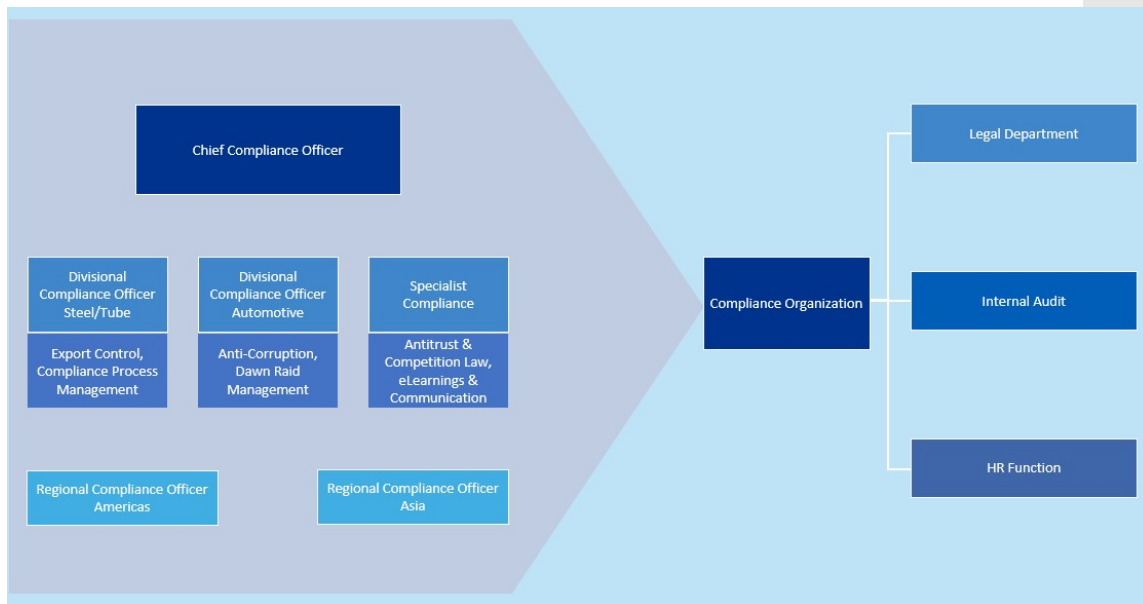 Chief Compliance Officer
Divisional
Compliance Officer
Steel/Tube
Export Control,
Compliance Process
Management
Divisional
Compliance Officer
Automotive
Anti-Corruption,
Dawn Raid
Management
Specialist
Compliance
Antitrust &
Competition Law,
eLearnings &
Communication
Regional Compliance Officer
Americas
Regional Compliance Officer
Asia
Compliance Organization
Legal Department
Internal Audit
HR Function